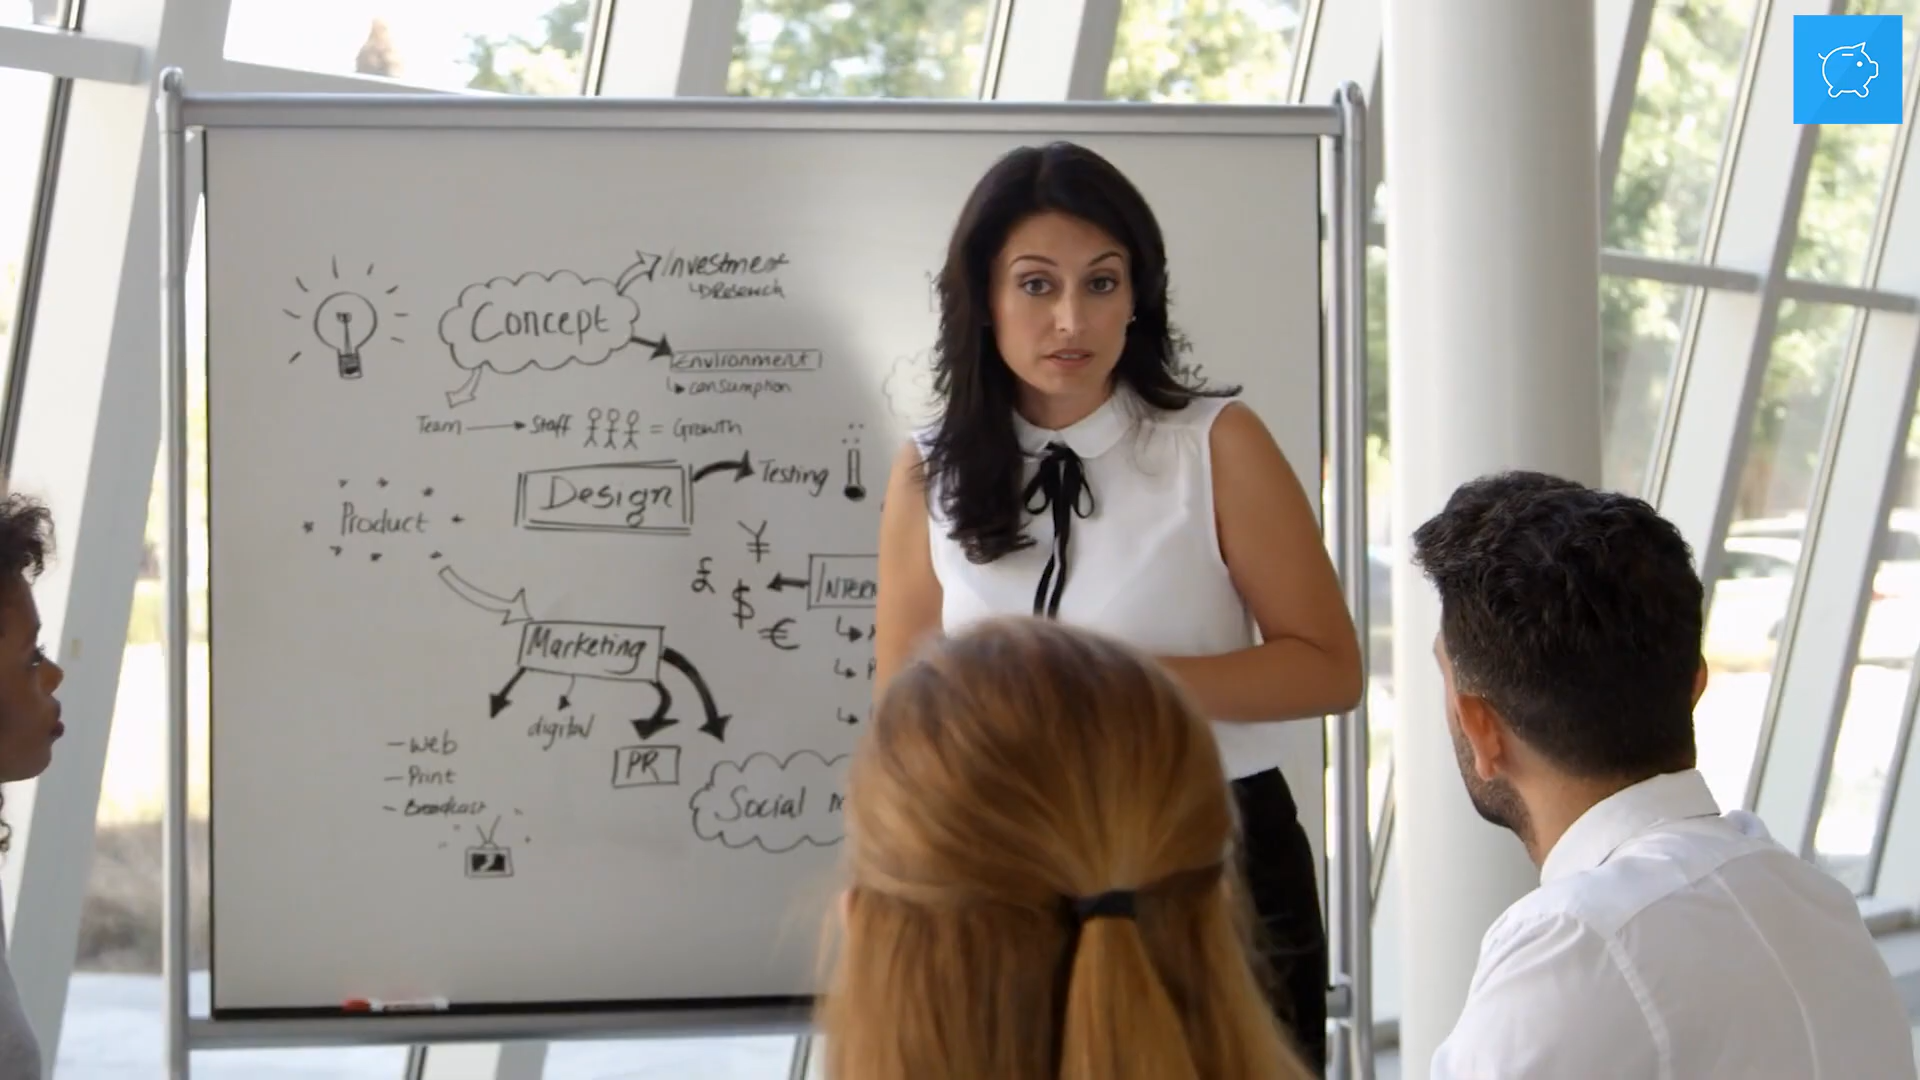 Investment
Research
Concept
Environment
consumption
Team Staff = Growth
Testing
Design
Product
¥
£
$
€
Marketing
digital
PR
- web
- Print
- Broadcast
Social